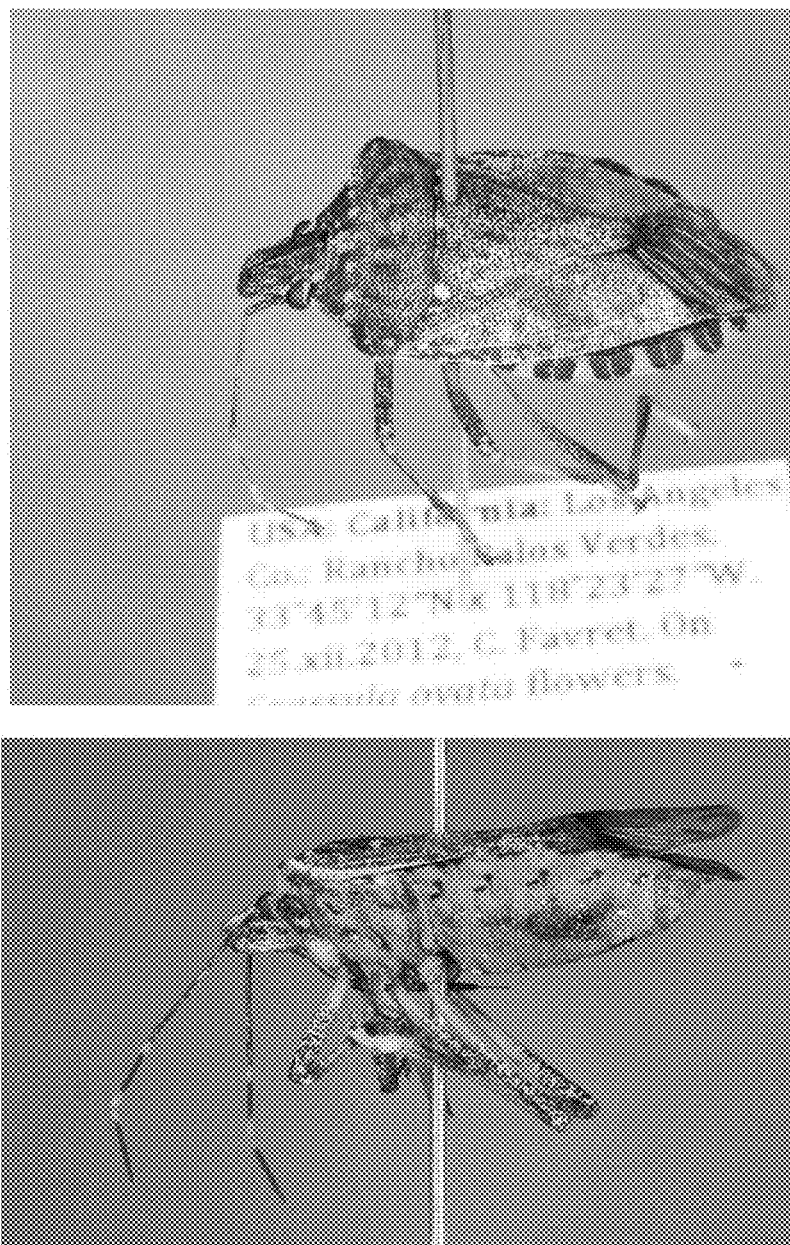 USA: California: Los Angeles
Co.: Rancho Palos Verdes.
33°45'12"N x 118°23'27"W.
25.xii.2012, C. Favret. On
ovata flowers.